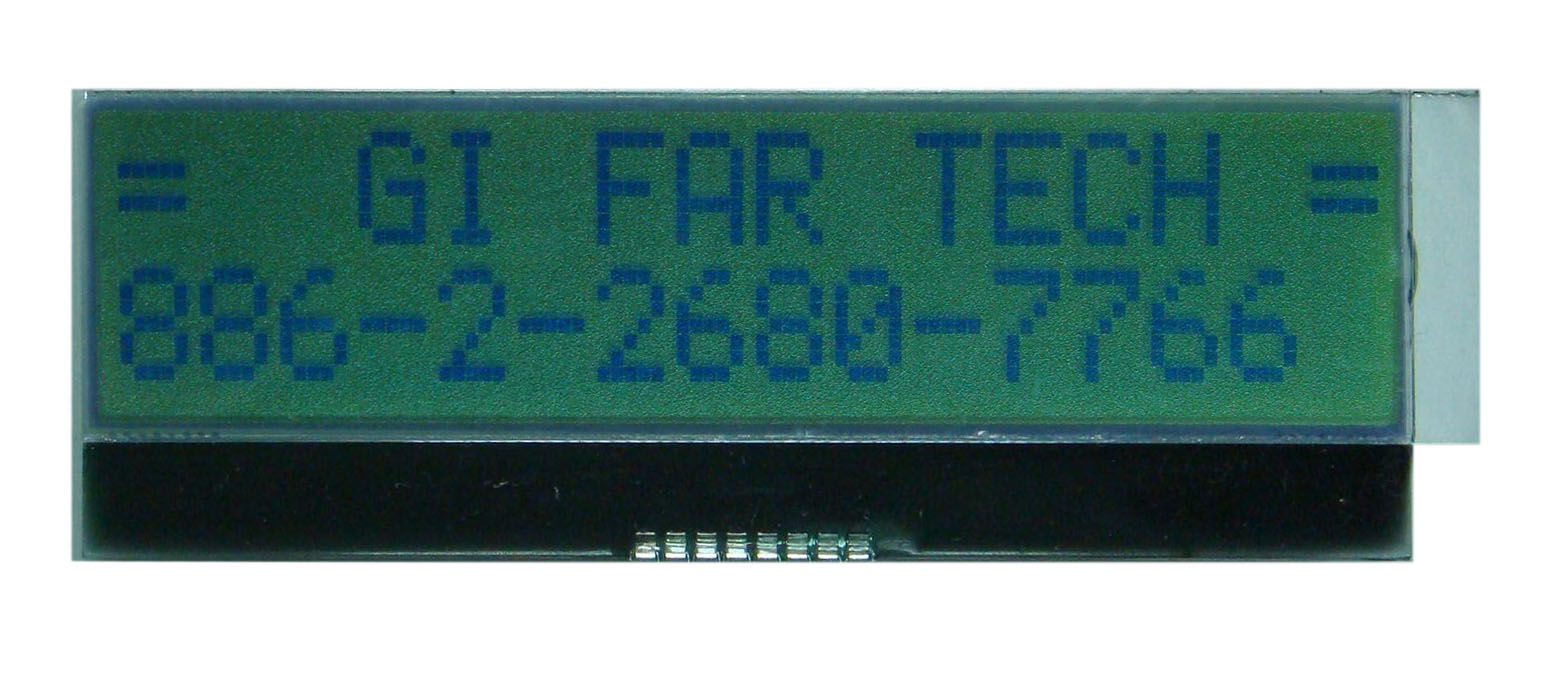 =  GI FAR TECH =
886-2-2680-7766